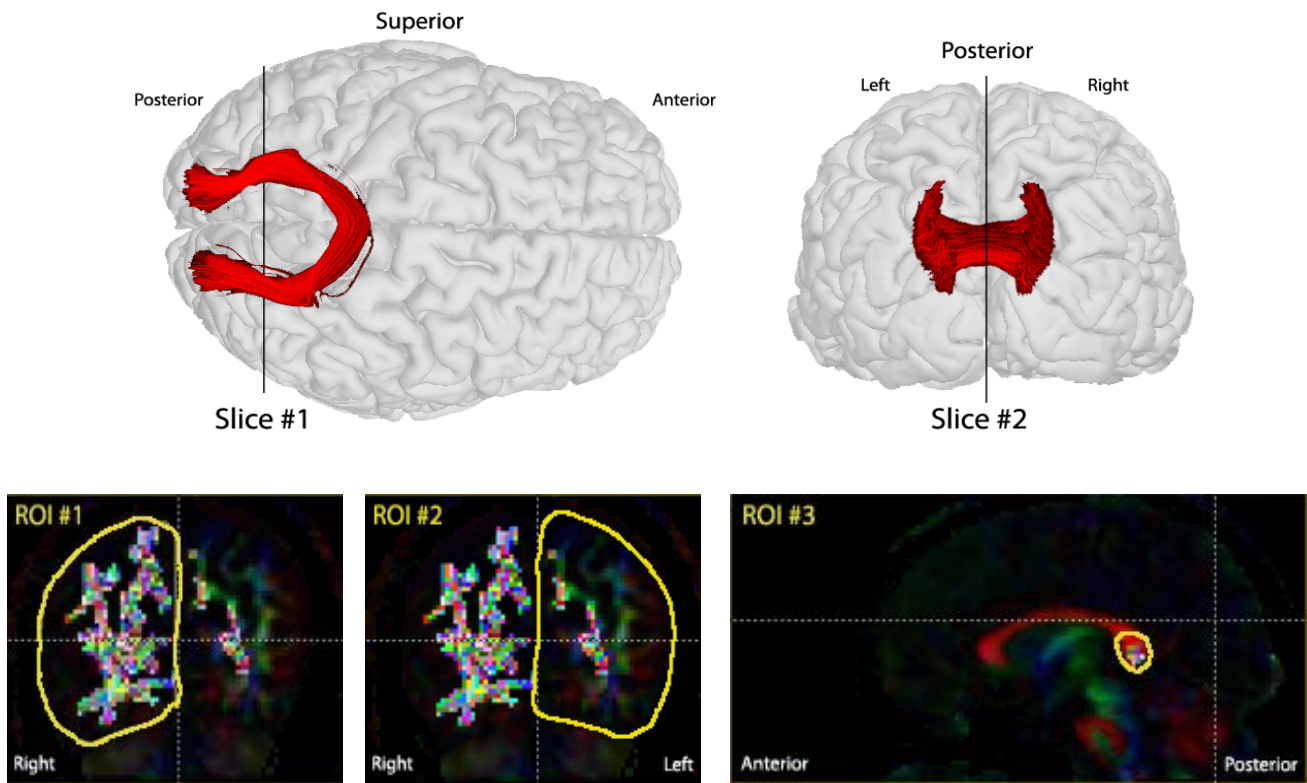 Superior
Posterior
Anterior
Slice #1
Posterior
Left
Right
Slice #2
ROI #1
Right
ROI #2
Right
Left
ROI #3
Anterior
Posterior